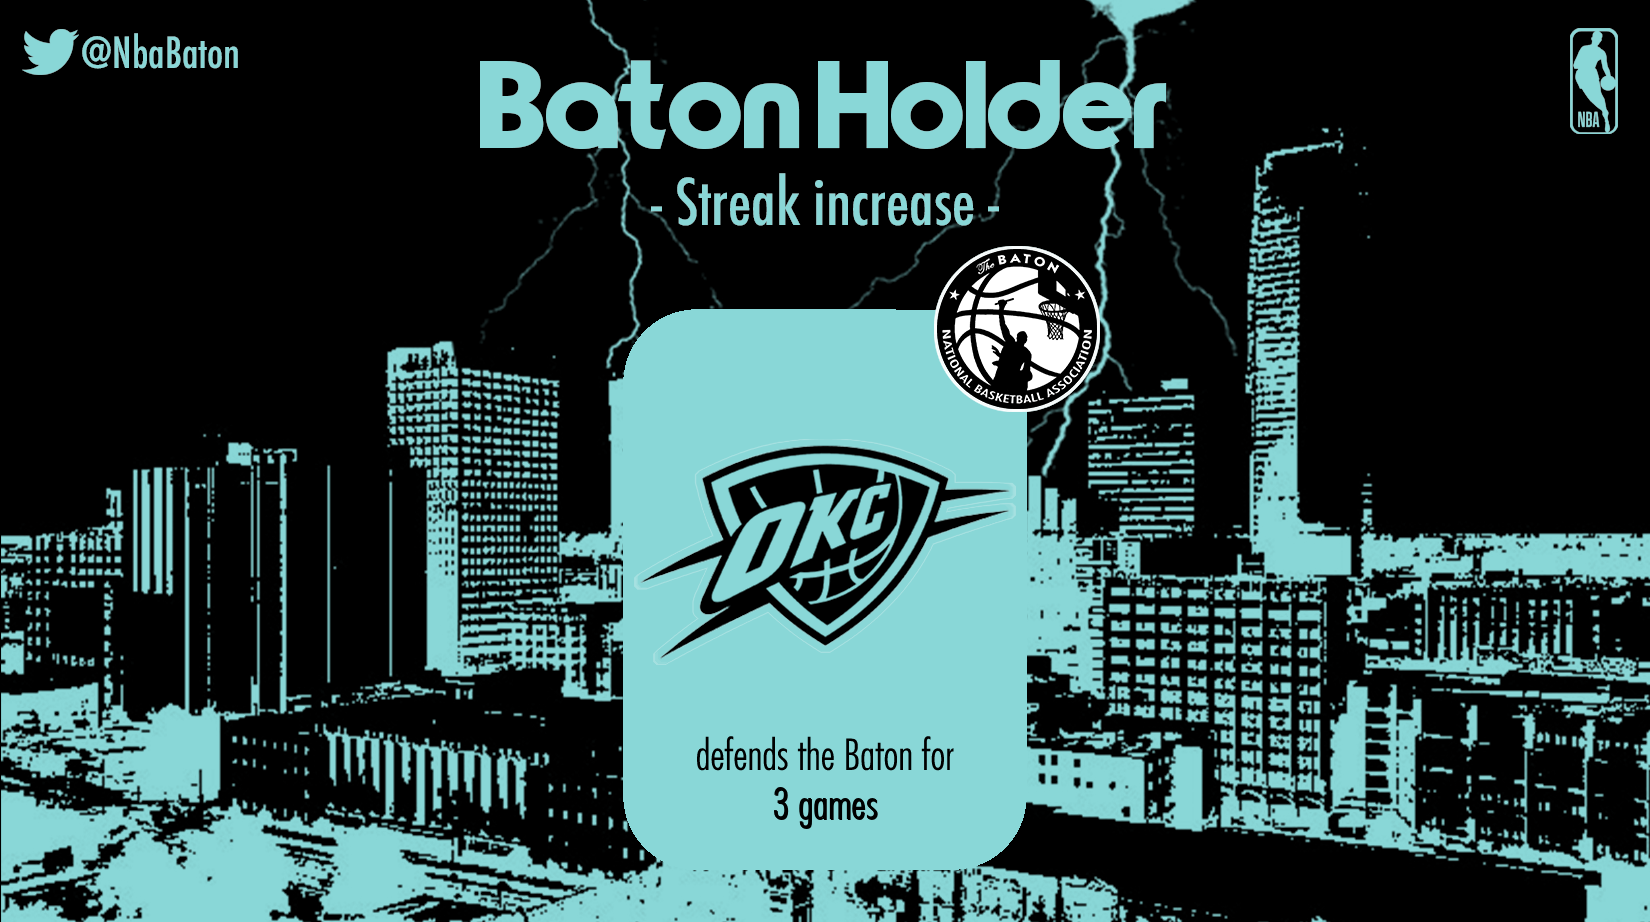 @NbaBaton
NBA
Baton Holder
- Streak increase -
The BATON
NATIONAL BASKETBALL ASSOCIATION
OKC
defends the Baton for
3 games